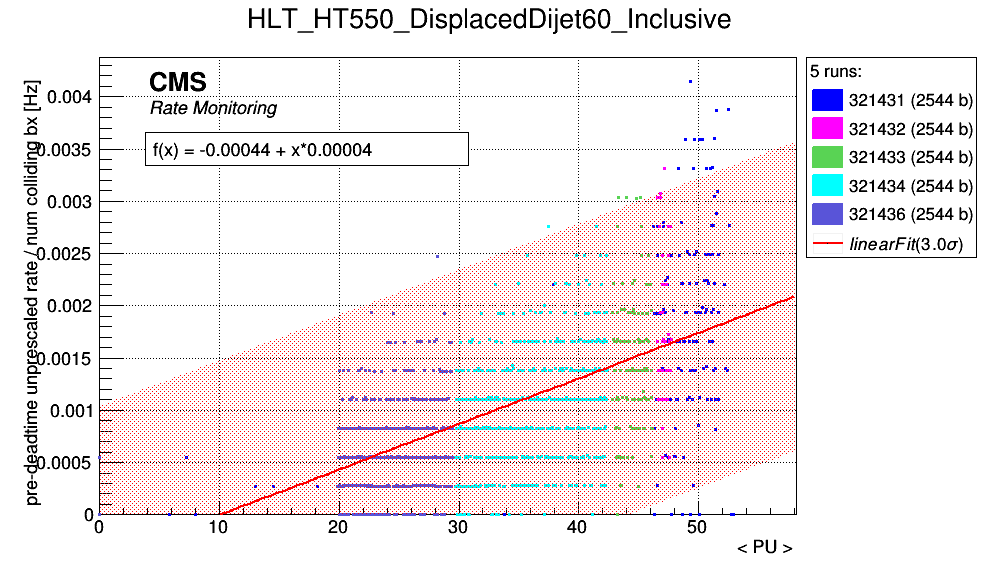 HLT_HT550_DisplacedDijet60_Inclusive
pre-deadtime unprescaled rate / num colliding bx [Hz]
CMS
Rate Monitoring
f(x) = -0.00044 + x*0.00004
0.004
0.0035
0.003
0.0025
0.002
0.0015
0.001
0.0005
0
0 10 20 30 40 50
< PU >
5 runs:
321431 (2544 b)
321432 (2544 b)
321433 (2544 b)
321434 (2544 b)
321436 (2544 b)
linearFit(3.0σ)